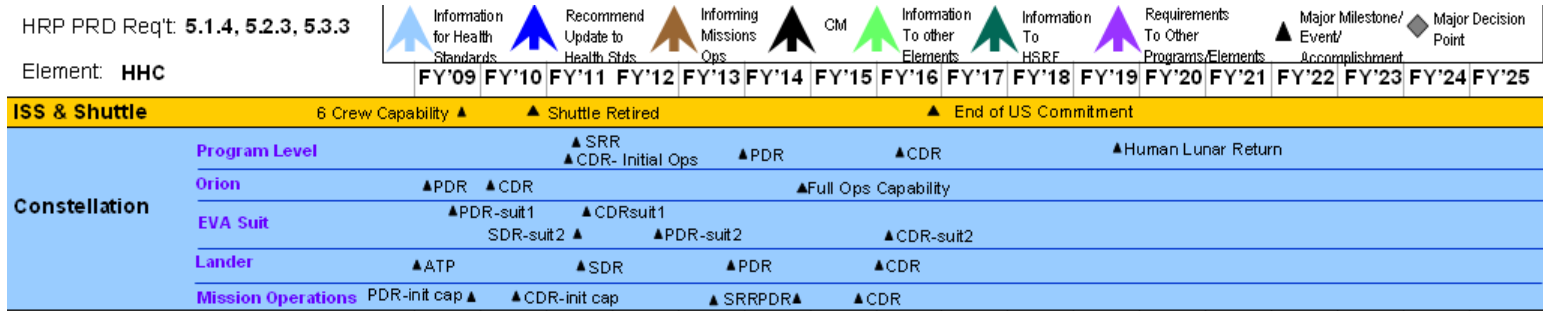 HRP PRD Req't: 5.1.4, 5.2.3, 5.3.3
Information for Health Standards
Recommend Update to Health Stds
Informing Missions Ops
CM
Information To other Elements
Information To HSRF
Requirements To Other Programs/Elements
Major Milestone/ Event/ Accomplishment
Major Decision Point
Element: HHC
FY'09 FY'10 FY'11 FY'12 FY'13 FY'14 FY'15 FY'16 FY'17 FY'18 FY'19 FY'20 FY'21 FY'22 FY'23 FY'24 FY'25
ISS & Shuttle 6 Crew Capability Shuttle Retired End of US Commitment
Constellation
Program Level
SRR
CDR- Initial Ops PDR CDR Human Lunar Return
Orion PDR CDR Full Ops Capability
EVA Suit
PDR-suit1 CDRsuit1
SDR-suit2 PDR-suit2 CDR-suit2
Lander ATP SDR PDR CDR
Mission Operations PDR-init cap CDR-init cap SRR PDR CDR